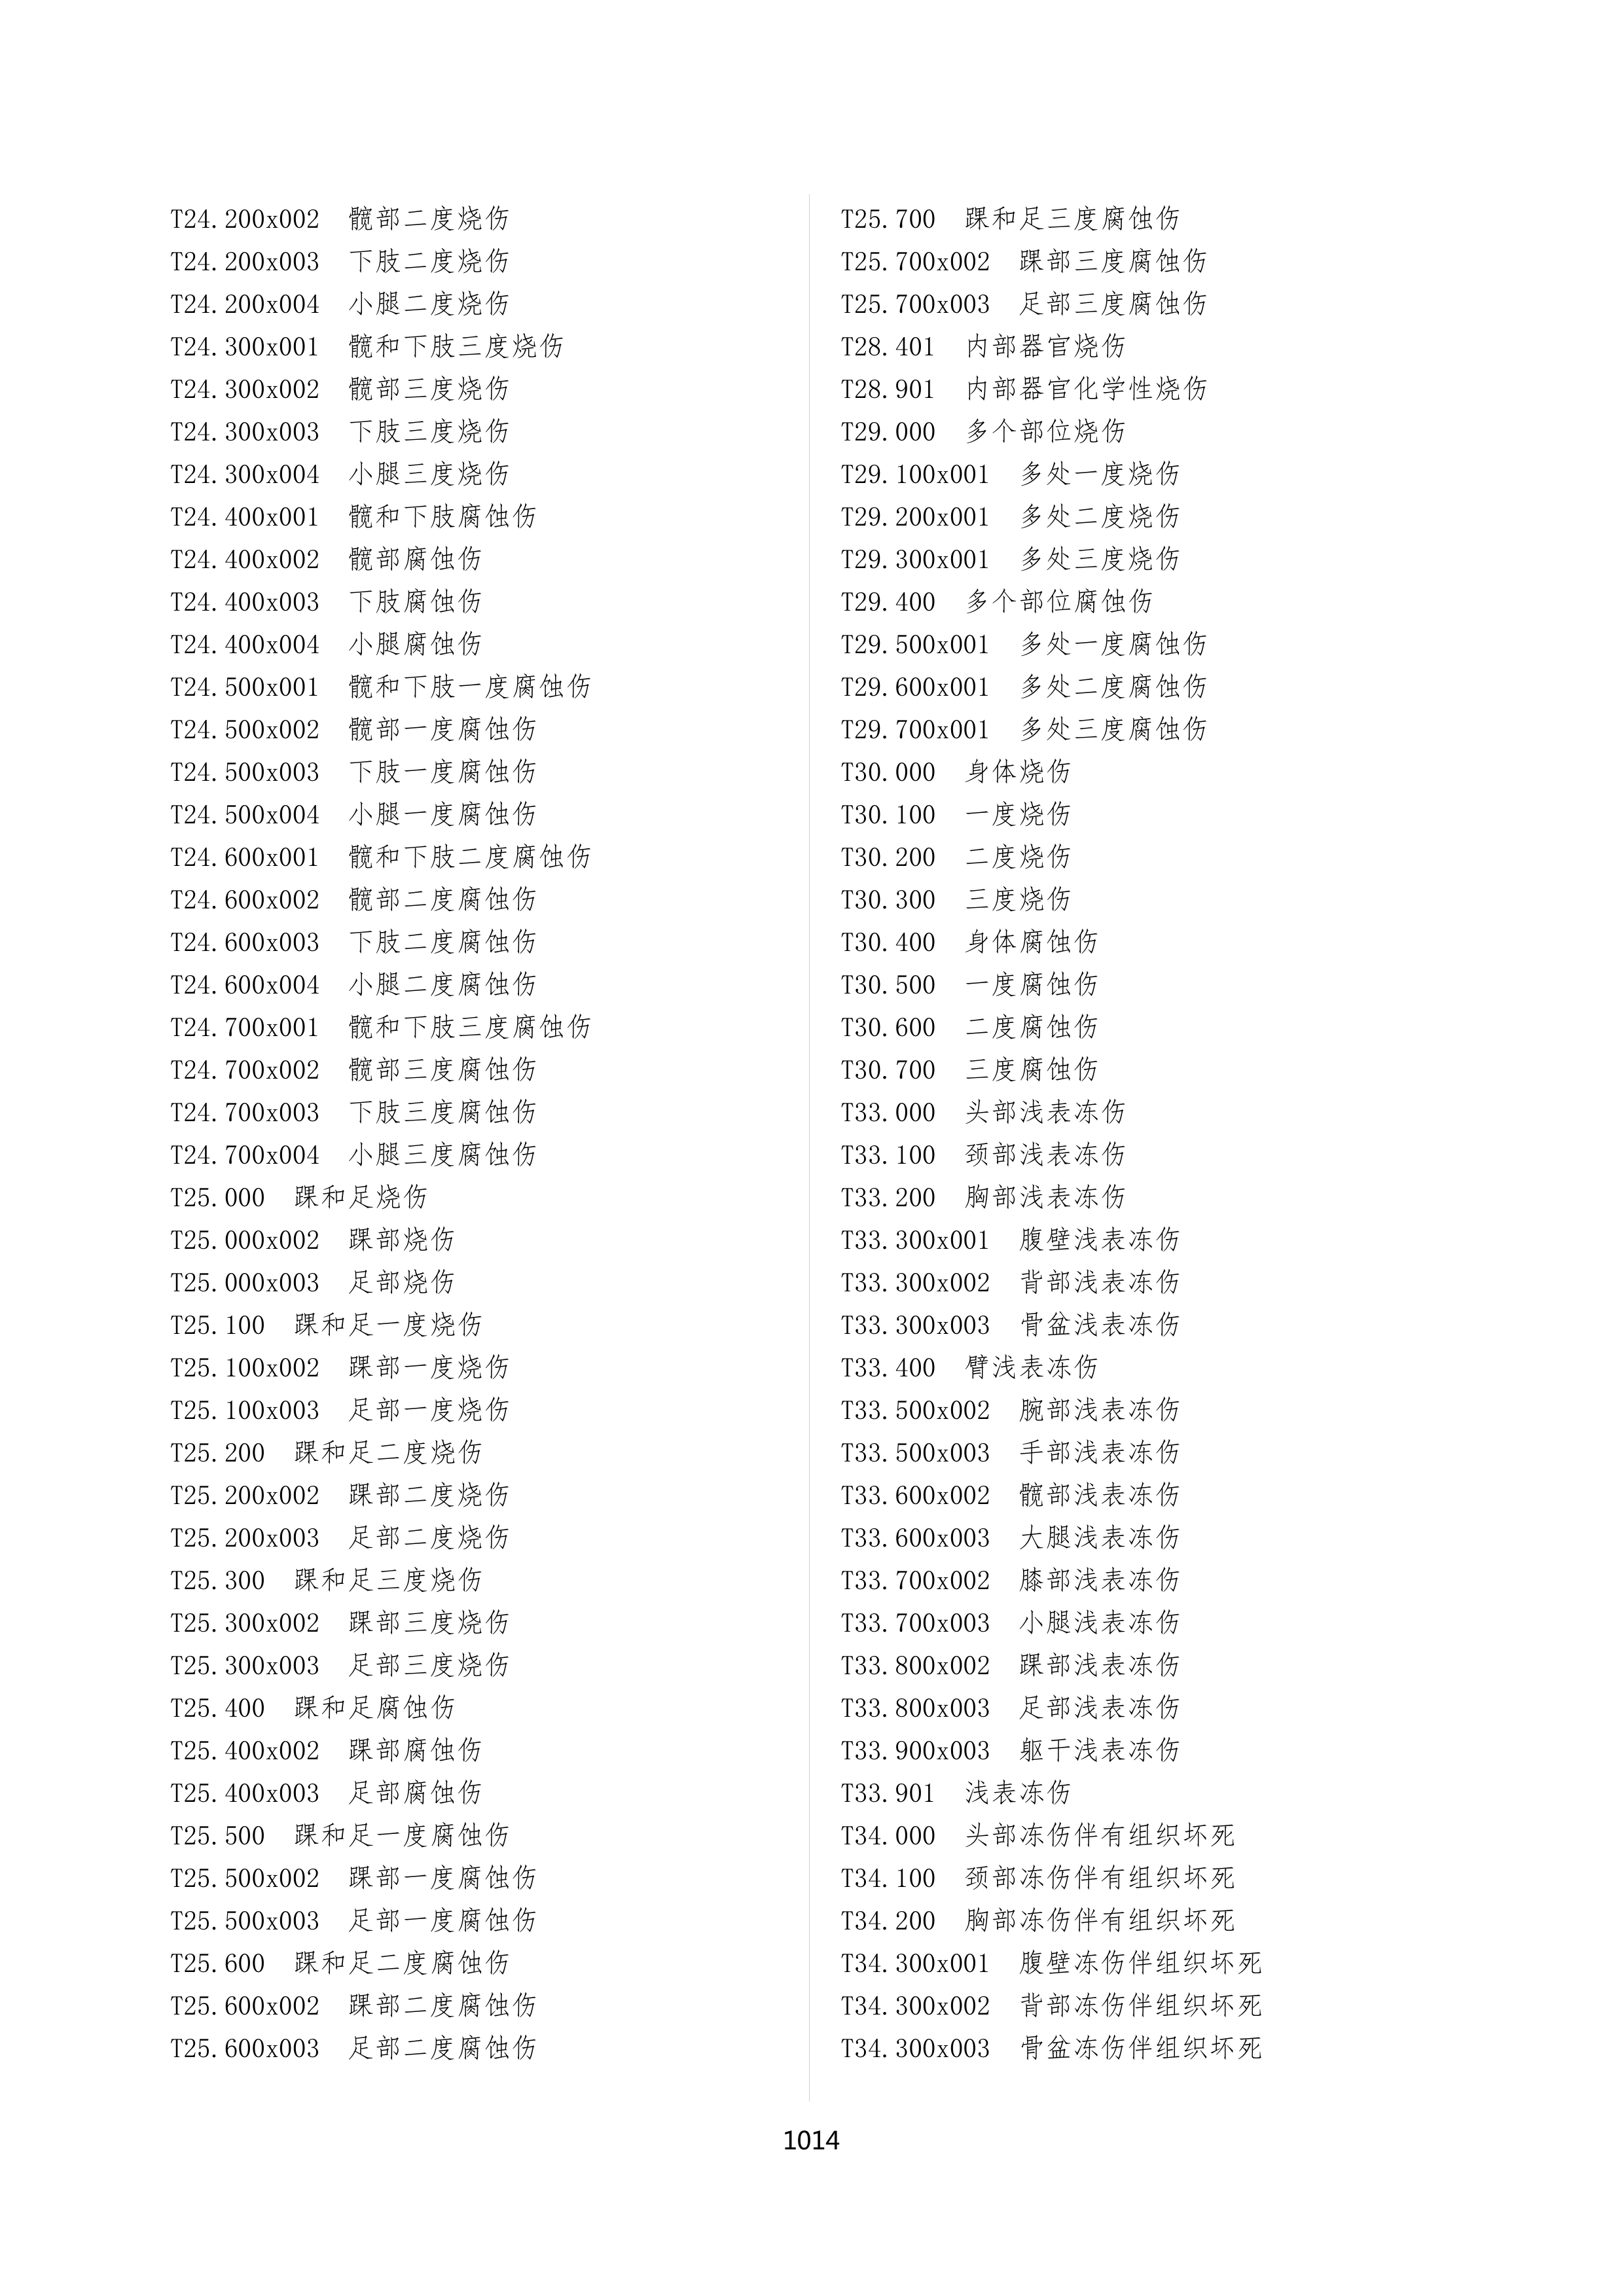 T24.200x002 髋部二度烧伤
T24.200x003 下肢二度烧伤
T24.200x004 小腿二度烧伤
T24.300x001 髋和下肢三度烧伤
T24.300x002 髋部三度烧伤
T24.300x003 下肢三度烧伤
T24.300x004 小腿三度烧伤
T24.400x001 髋和下肢腐蚀伤
T24.400x002 髋部腐蚀伤
T24.400x003 下肢腐蚀伤
T24.400x004 小腿腐蚀伤
T24.500x001 髋和下肢一度腐蚀伤
T24.500x002 髋部一度腐蚀伤
T24.500x003 下肢一度腐蚀伤
T24.500x004 小腿一度腐蚀伤
T24.600x001 髋和下肢二度腐蚀伤
T24.600x002 髋部二度腐蚀伤
T24.600x003 下肢二度腐蚀伤
T24.600x004 小腿二度腐蚀伤
T24.700x001 髋和下肢三度腐蚀伤
T24.700x002 髋部三度腐蚀伤
T24.700x003 下肢三度腐蚀伤
T24.700x004 小腿三度腐蚀伤
T25.000 踝和足烧伤
T25.000x002 踝部烧伤
T25.000x003 足部烧伤
T25.100 踝和足一度烧伤
T25.100x002 踝部一度烧伤
T25.100x003 足部一度烧伤
T25.200 踝和足二度烧伤
T25.200x002 踝部二度烧伤
T25.200x003 足部二度烧伤
T25.300 踝和足三度烧伤
T25.300x002 踝部三度烧伤
T25.300x003 足部三度烧伤
T25.400 踝和足腐蚀伤
T25.400x002 踝部腐蚀伤
T25.400x003 足部腐蚀伤
T25.500 踝和足一度腐蚀伤
T25.500x002 踝部一度腐蚀伤
T25.500x003 足部一度腐蚀伤
T25.600 踝和足二度腐蚀伤
T25.600x002 踝部二度腐蚀伤
T25.600x003 足部二度腐蚀伤
T25.700 踝和足三度腐蚀伤
T25.700x002 踝部三度腐蚀伤
T25.700x003 足部三度腐蚀伤
T28.401 内部器官烧伤
T28.901 内部器官化学性烧伤
T29.000 多个部位烧伤
T29.100x001 多处一度烧伤
T29.200x001 多处二度烧伤
T29.300x001 多处三度烧伤
T29.400 多个部位腐蚀伤
T29.500x001 多处一度腐蚀伤
T29.600x001 多处二度腐蚀伤
T29.700x001 多处三度腐蚀伤
T30.000 身体烧伤
T30.100 一度烧伤
T30.200 二度烧伤
T30.300 三度烧伤
T30.400 身体腐蚀伤
T30.500 一度腐蚀伤
T30.600 二度腐蚀伤
T30.700 三度腐蚀伤
T33.000 头部浅表冻伤
T33.100 颈部浅表冻伤
T33.200 胸部浅表冻伤
T33.300x001 腹壁浅表冻伤
T33.300x002 背部浅表冻伤
T33.300x003 骨盆浅表冻伤
T33.400 臂浅表冻伤
T33.500x002 腕部浅表冻伤
T33.500x003 手部浅表冻伤
T33.600x002 髋部浅表冻伤
T33.600x003 大腿浅表冻伤
T33.700x002 膝部浅表冻伤
T33.700x003 小腿浅表冻伤
T33.800x002 踝部浅表冻伤
T33.800x003 足部浅表冻伤
T33.900x003 躯干浅表冻伤
T33.901 浅表冻伤
T34.000 头部冻伤伴有组织坏死
T34.100 颈部冻伤伴有组织坏死
T34.200 胸部冻伤伴有组织坏死
T34.300x001 腹壁冻伤伴组织坏死
T34.300x002 背部冻伤伴组织坏死
T34.300x003 骨盆冻伤伴组织坏死
1014